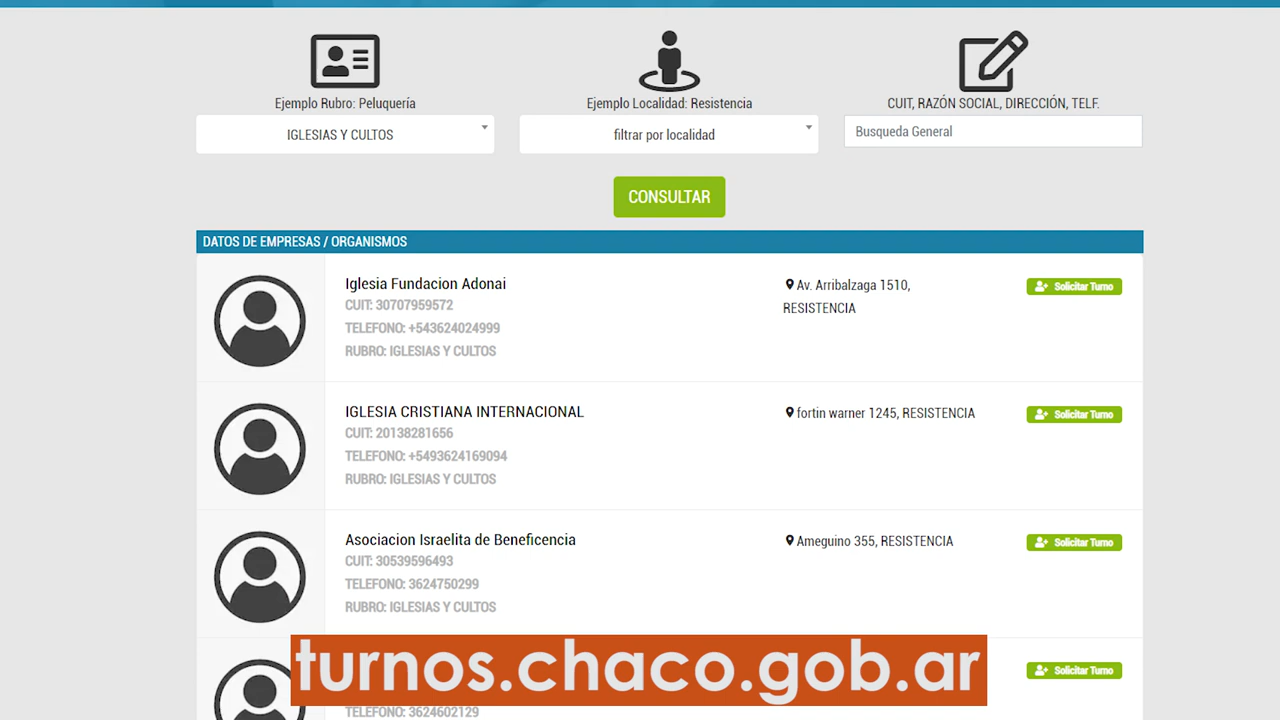 Ejemplo Rubro: Peluquería
Ejemplo Localidad: Resistencia
CUIT, RAZÓN SOCIAL, DIRECCIÓN, TELF.
IGLESIAS Y CULTOS
filtrar por localidad
Busqueda General
CONSULTAR
DATOS DE EMPRESAS / ORGANISMOS
Iglesia Fundacion Adonai
CUIT: 30707959572
TELEFONO: +543624024999
RUBRO: IGLESIAS Y CULTOS
Av. Arribalzaga 1510,
RESISTENCIA
Solicitar Turno
IGLESIA CRISTIANA INTERNACIONAL
CUIT: 20138281656
TELEFONO: +5493624169094
RUBRO: IGLESIAS Y CULTOS
fortin warner 1245, RESISTENCIA
Solicitar Turno
Asociacion Israelita de Beneficencia
CUIT: 30539596493
TELEFONO: 3624750299
RUBRO: IGLESIAS Y CULTOS
Ameguino 355, RESISTENCIA
Solicitar Turno
turnos.chaco.gob.ar
Solicitar Turno
TELEFONO: 3624602129